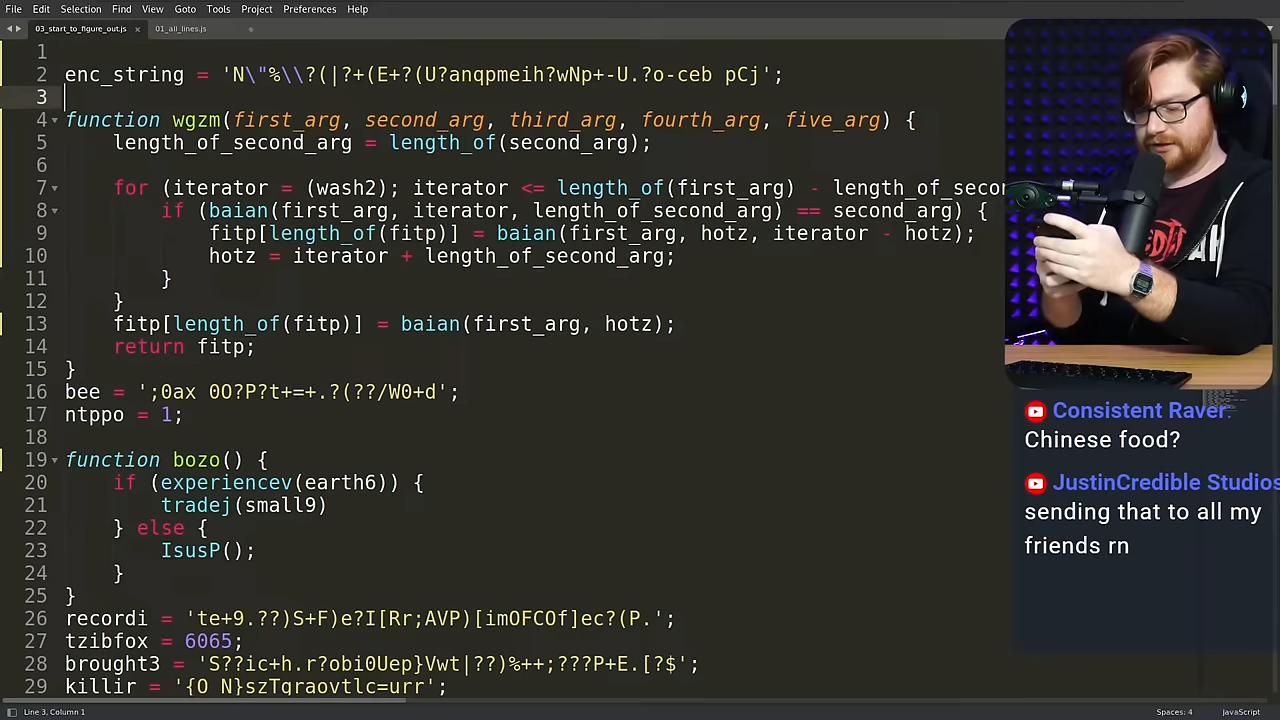 File Edit Selection Find View Goto Tools Project Preferences Help
03_start_to_figure_out.js × 01_all_lines.js
1
2 enc_string = 'N\"%\\?(|?+(E+?(U?anqpmeih?wNp+-U.?o-ceb pCj';
3
4 function wgzm(first_arg, second_arg, third_arg, fourth_arg, five_arg) {
5 length_of_second_arg = length_of(second_arg);
6
7 for (iterator = (wash2); iterator <= length_of(first_arg) - length_of_secor
8 if (baian(first_arg, iterator, length_of_second_arg) == second_arg) {
9 fitp[length_of(fitp)] = baian(first_arg, hotz, iterator - hotz);
10 hotz = iterator + length_of_second_arg;
11 }
12 }
13 fitp[length_of(fitp)] = baian(first_arg, hotz);
14 return fitp;
15 }
16 bee = ';0ax 0O?P?t+=+.?(??/W0+d';
17 ntppo = 1;
18
19 function bozo() {
20 if (experiencev(earth6)) {
21 tradej(small9)
22 } else {
23 IsusP();
24 }
25 }
26 recordi = 'te+9.??)S+F)e?I[Rr;AVP)[imOFCOf]ec?(P.';
27 tzibfox = 6065;
28 brought3 = 'S??ic+h.r?obi0Uep}Vwt|??)%++;???P+E.[?$';
29 killir = '{O N}szTgraovtlc=urr';
Consistent Raver:
Chinese food?
JustinCredible Studios
sending that to all my
friends rn
Line 3, Column 1
Spaces: 4
JavaScript